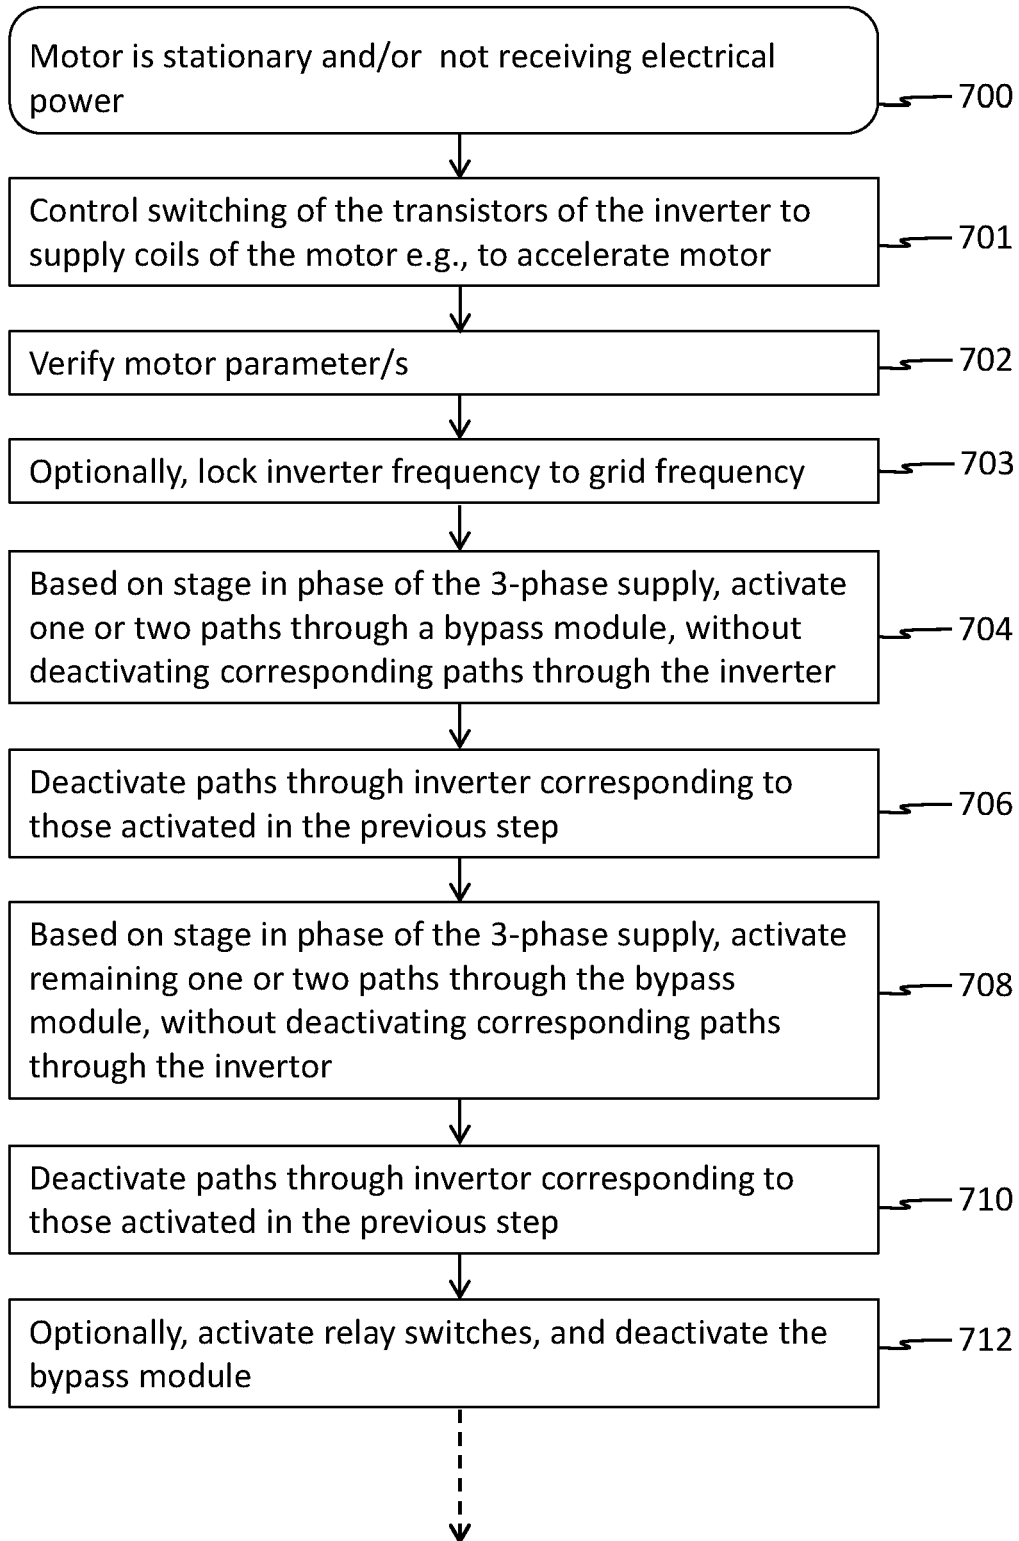 Motor is stationary and/or not receiving electrical
power
700
Control switching of the transistors of the inverter to
supply coils of the motor e.g., to accelerate motor
701
Verify motor parameter/s
702
Optionally, lock inverter frequency to grid frequency
703
Based on stage in phase of the 3-phase supply, activate
one or two paths through a bypass module, without
deactivating corresponding paths through the inverter
704
Deactivate paths through inverter corresponding to
those activated in the previous step
706
Based on stage in phase of the 3-phase supply, activate
remaining one or two paths through the bypass
module, without deactivating corresponding paths
through the invertor
708
Deactivate paths through invertor corresponding to
those activated in the previous step
710
Optionally, activate relay switches, and deactivate the
bypass module
712